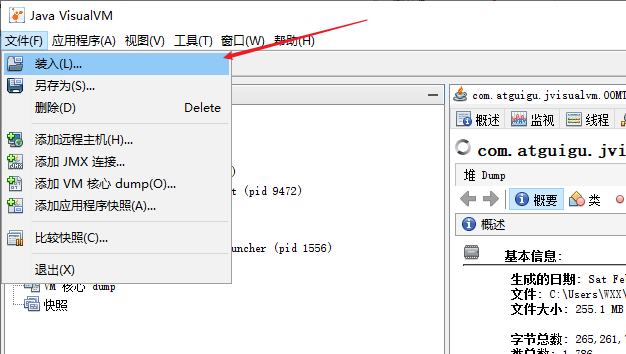 Java VisualVM
文件(F) 应用程序(A) 视图(V) 工具(T) 窗口(W) 帮助(H)
装入(L)...
另存为(S)...
删除(D) Delete
添加远程主机(H)...
添加 JMX 连接...
添加 VM 核心 dump(O)...
添加应用程序快照(A)...
比较快照(C)...
退出(X)
)
t (pid 9472)
uncher (pid 1556)
VM 核心 dump
快照
com.atguigu.jvisualvm.OOMT
概述 监视 线程
com.atguigu.jvi
堆 Dump
概要 类
概述
基本信息:
生成的日期: Sat Fe
文件: C:\Users\WXX\
文件大小: 255.1 MB
字节总数: 265,261,
类总数: 1,786